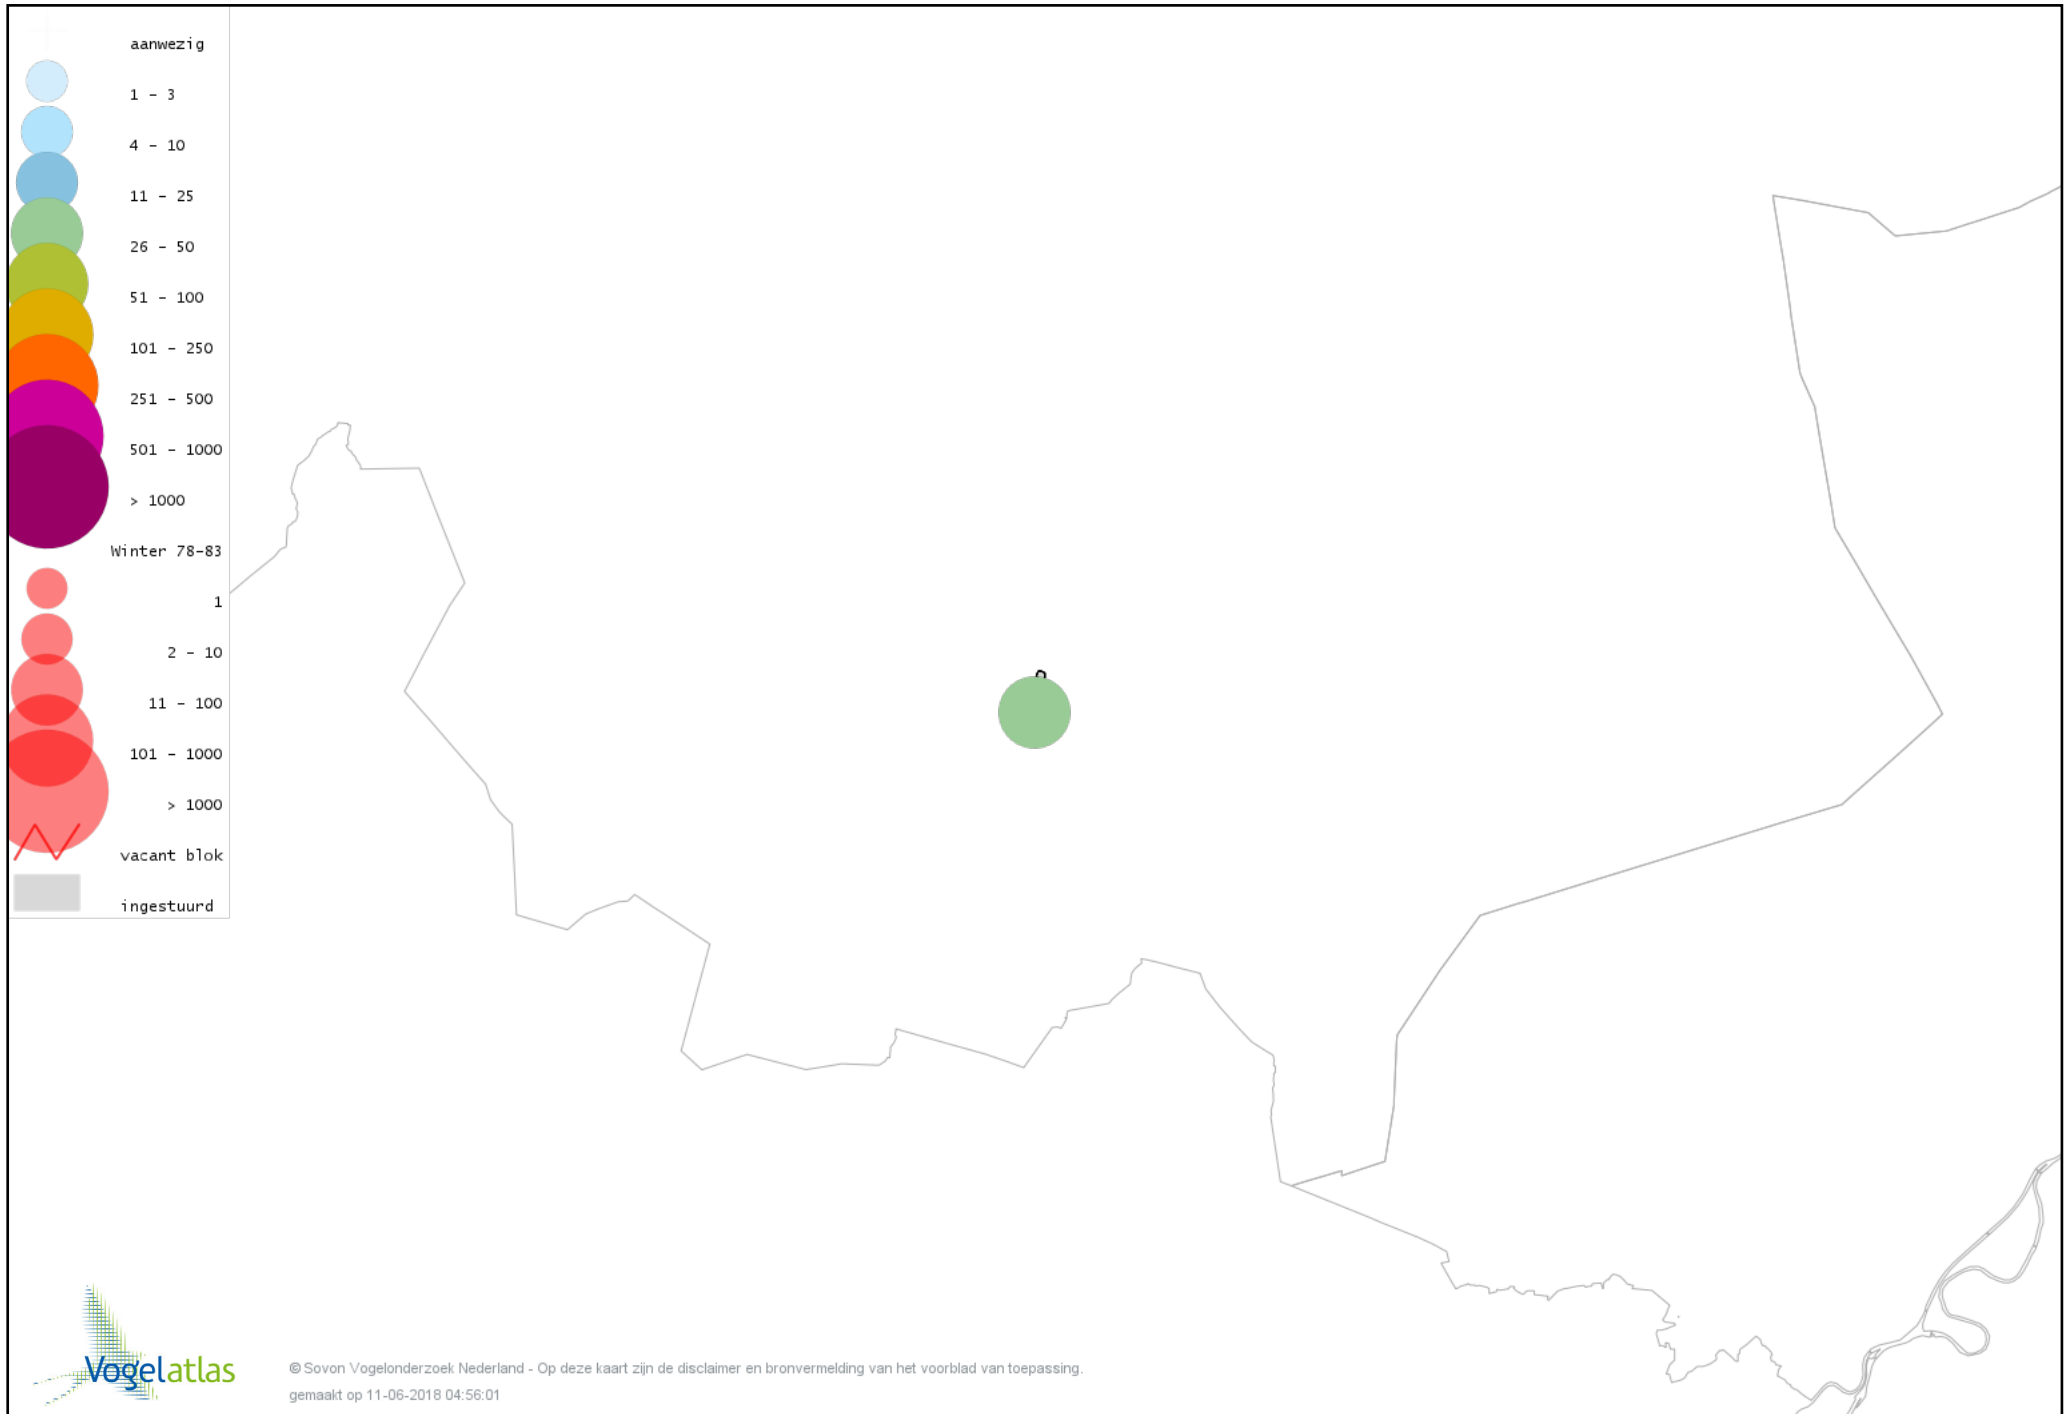 aanwezig
1 - 3
4 - 10
11 - 25
26 - 50
51 - 100
101 - 250
251 - 500
501 - 1000
> 1000
Winter 78-83
1
2 - 10
11 - 100
101 - 1000
> 1000
vacant blok
ingestuurd
Vogelatlas
© Sovon Vogelonderzoek Nederland - Op deze kaart zijn de disclaimer en bronvermelding van het voorblad van toepassing.
gemaakt op 11-06-2018 04:56:01